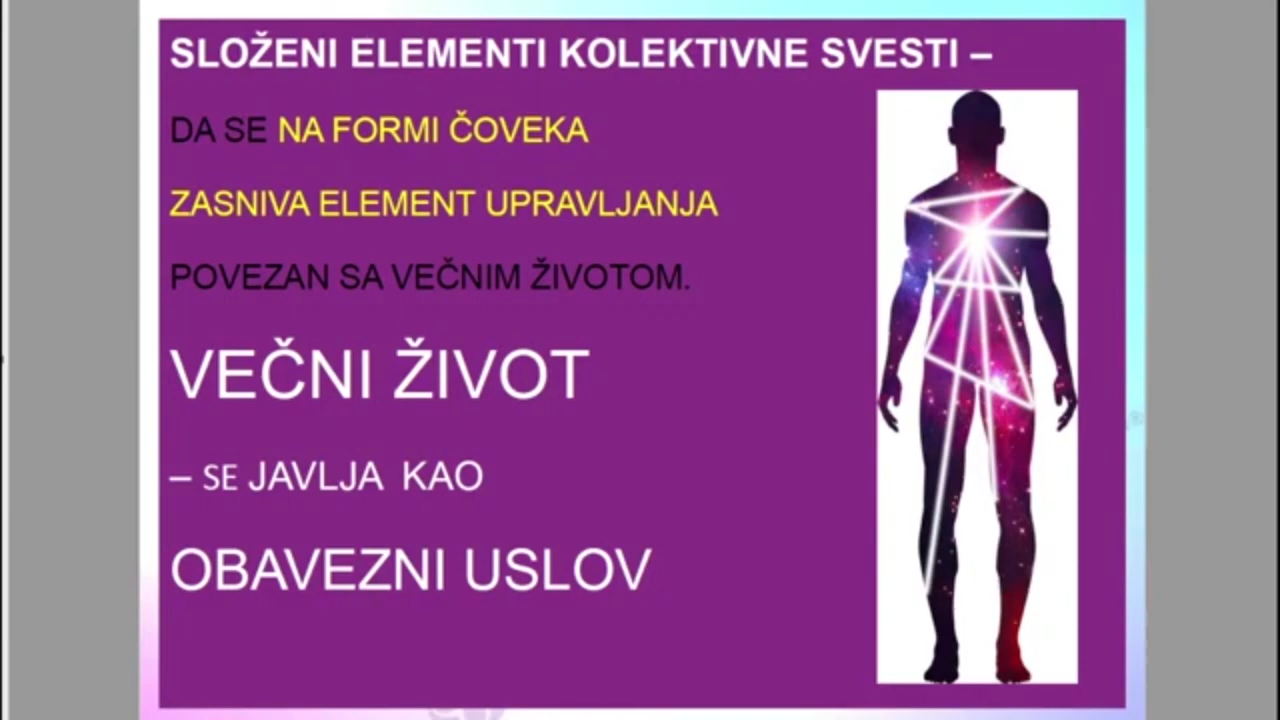 SLOŽENI ELEMENTI KOLEKTIVNE SVESTI –
DA SE NA FORMI ČOVEKA
ZASNIVA ELEMENT UPRAVLJANJA
POVEZAN SA VEČNIM ŽIVOTOM.
VEČNI ŽIVOT
– SE JAVLJA KAO
OBAVEZNI USLOV